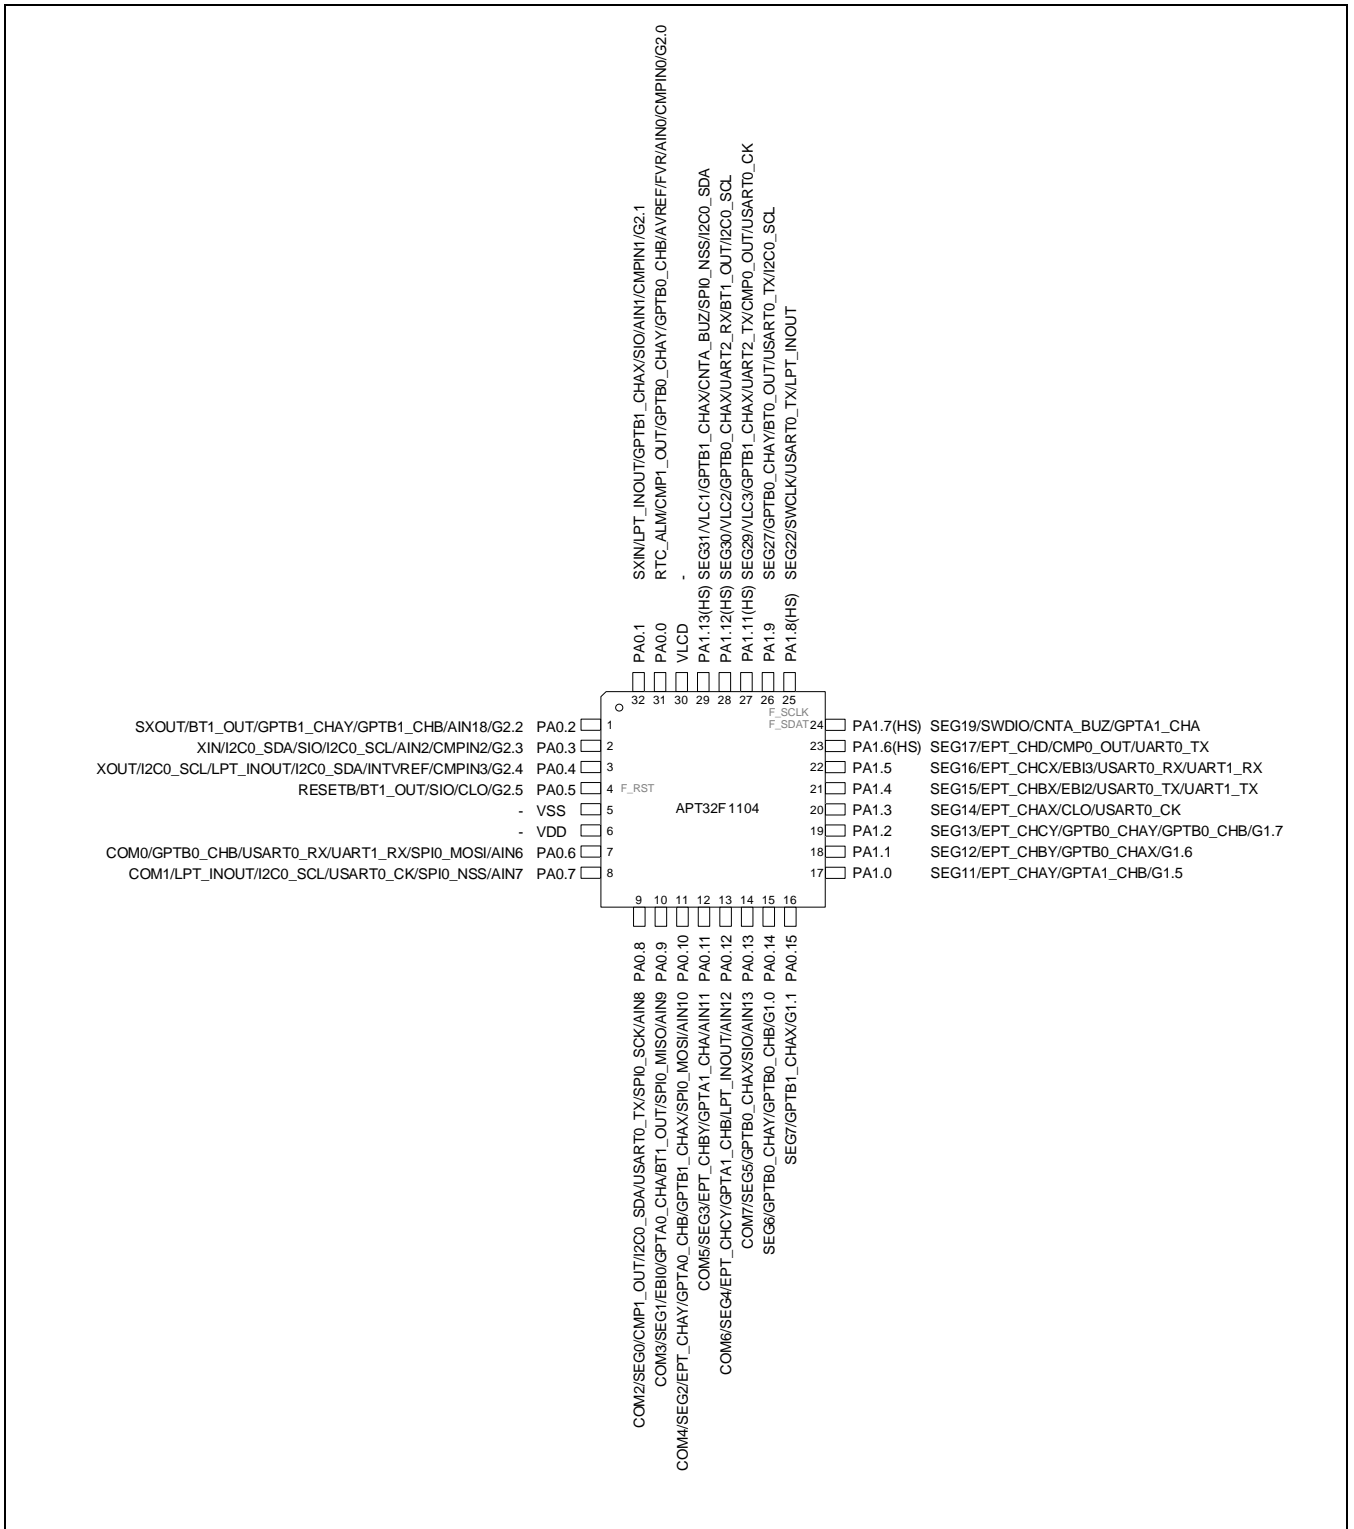 PA0.1 SXIN/LPT_INOUT/GPTB1_CHAX/SIO/AIN1/CMPIN1/G2.1
PA0.0 RTC_ALM/CMP1_OUT/GPTB0_CHAY/GPTB0_CHB/AVREF/FVR/AIN0/CMPIN0/G2.0
VLCD -
PA1.13(HS) SEG31/VLC1/GPTB1_CHAX/CNTA_BUZ/SPI0_NSS/I2C0_SDA
PA1.12(HS) SEG30/VLC2/GPTB0_CHAX/UART2_RX/BT1_OUT/I2C0_SCL
PA1.11(HS) SEG29/VLC3/GPTB1_CHAX/UART2_TX/CMP0_OUT/USART0_CK
PA1.9 SEG27/GPTB0_CHAY/BT0_OUT/USART0_TX/I2C0_SCL
PA1.8(HS) SEG22/SWCLK/USART0_TX/LPT_INOUT
32 31 30 29 28 27 26 25
F_SCLK
SXOUT/BT1_OUT/GPTB1_CHAY/GPTB1_CHB/AIN18/G2.2 PA0.2 1
F_SDAT 24 PA1.7(HS) SEG19/SWDIO/CNTA_BUZ/GPTA1_CHA
XIN/I2C0_SDA/SIO/I2C0_SCL/AIN2/CMPIN2/G2.3 PA0.3 2
23 PA1.6(HS) SEG17/EPT_CHD/CMP0_OUT/UART0_TX
XOUT/I2C0_SCL/LPT_INOUT/I2C0_SDA/INTVREF/CMPIN3/G2.4 PA0.4 3
22 PA1.5 SEG16/EPT_CHCX/EBI3/USART0_RX/UART1_RX
RESETB/BT1_OUT/SIO/CLO/G2.5 PA0.5 4 F_RST
21 PA1.4 SEG15/EPT_CHBX/EBI2/USART0_TX/UART1_TX
- VSS 5
APT32F1104
20 PA1.3 SEG14/EPT_CHAX/CLO/USART0_CK
- VDD 6
19 PA1.2 SEG13/EPT_CHCY/GPTB0_CHAY/GPTB0_CHB/G1.7
COM0/GPTB0_CHB/USART0_RX/UART1_RX/SPI0_MOSI/AIN6 PA0.6 7
18 PA1.1 SEG12/EPT_CHBY/GPTB0_CHAX/G1.6
COM1/LPT_INOUT/I2C0_SCL/USART0_CK/SPI0_NSS/AIN7 PA0.7 8
17 PA1.0 SEG11/EPT_CHAY/GPTA1_CHB/G1.5
9 10 11 12 13 14 15 16
COM2/SEG0/CMP1_OUT/I2C0_SDA/USART0_TX/SPI0_SCK/AIN8 PA0.8
COM3/SEG1/EBI0/GPTA0_CHA/BT1_OUT/SPI0_MISO/AIN9 PA0.9
COM4/SEG2/EPT_CHAY/GPTA0_CHB/GPTB1_CHAX/SPI0_MOSI/AIN10 PA0.10
COM5/SEG3/EPT_CHBY/GPTA1_CHA/AIN11 PA0.11
COM6/SEG4/EPT_CHCY/GPTA1_CHB/LPT_INOUT/AIN12 PA0.12
COM7/SEG5/GPTB0_CHAX/SIO/AIN13 PA0.13
SEG6/GPTB0_CHAY/GPTB0_CHB/G1.0 PA0.14
SEG7/GPTB1_CHAX/G1.1 PA0.15